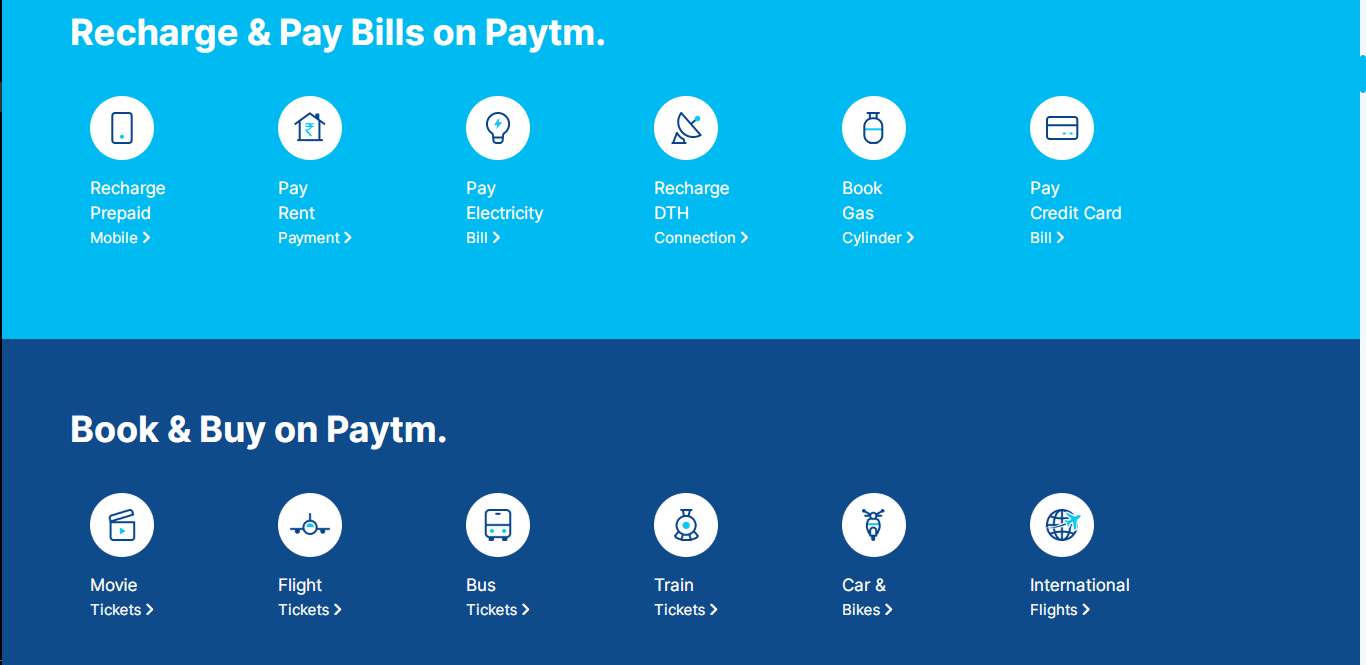 Recharge & Pay Bills on Paytm.
₹
Recharge
Prepaid
Mobile
Pay
Rent
Payment
Pay
Electricity
Bill
Recharge
DTH
Connection
Book
Gas
Cylinder
Pay
Credit Card
Bill
Book & Buy on Paytm.
Movie
Tickets
Flight
Tickets
Bus
Tickets
Train
Tickets
Car &
Bikes
International
Flights